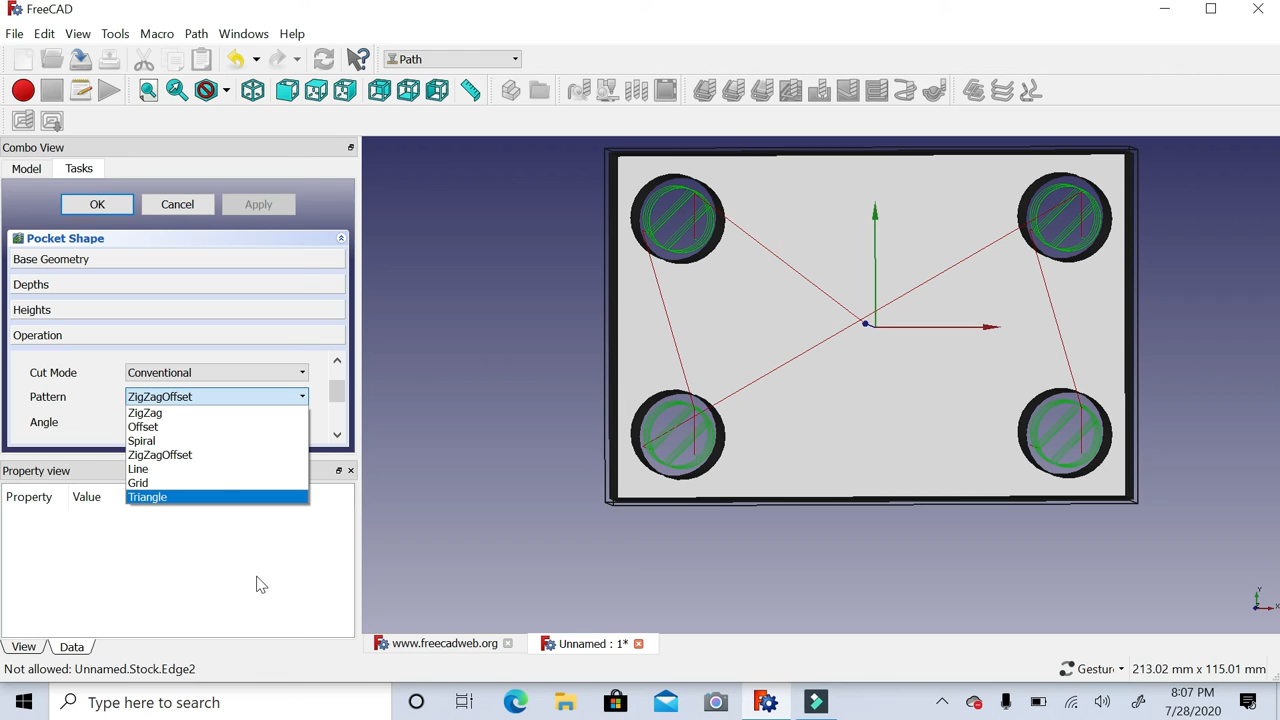 FreeCAD
File Edit View Tools Macro Path Windows Help
Path
Combo View
Model Tasks
OK Cancel Apply
Pocket Shape
Base Geometry
Depths
Heights
Operation
Cut Mode Conventional
Pattern ZigZagOffset
ZigZag
Angle
Offset
Spiral
ZigZagOffset
Line
Grid
Triangle
Property view
Property Value
View Data
www.freecadweb.org
Unnamed : 1*
Not allowed: Unnamed.Stock.Edge2
Gestur
213.02 mm x 115.01 mm
Y
X
Type here to search
8:07 PM
7/28/2020